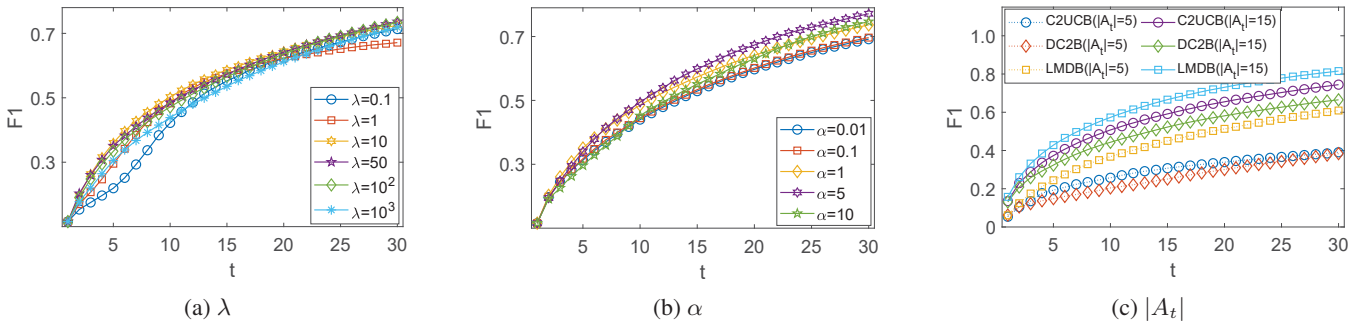 F1
0.7
0.5
0.3
5 10 15 20 25 30
t
λ=0.1
λ=1
λ=10
λ=50
λ=10²
λ=10³
(a) λ
F1
0.7
0.5
0.3
5 10 15 20 25 30
t
α=0.01
α=0.1
α=1
α=5
α=10
(b) α
C2UCB(|A_t|=5) C2UCB(|A_t|=15)
DC2B(|A_t|=5) DC2B(|A_t|=15)
LMDB(|A_t|=5) LMDB(|A_t|=15)
F1
1.0
0.8
0.6
0.4
0.2
0
5 10 15 20 25 30
t
(c) |A_t|